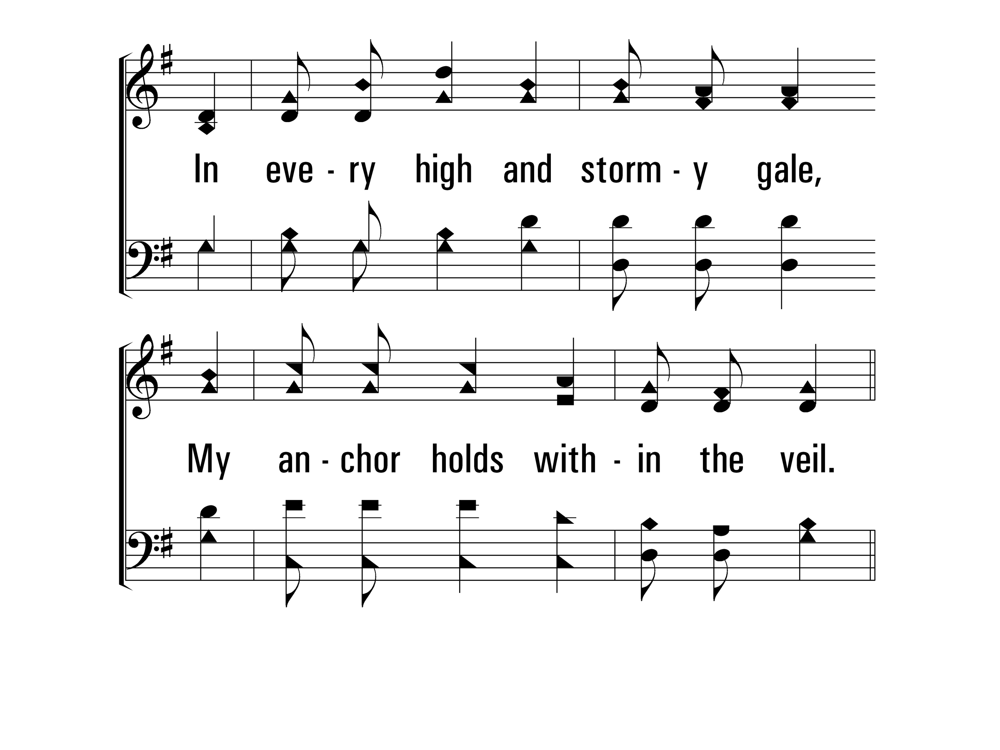 In eve - ry high and storm - y gale,
My an - chor holds with - in the veil.